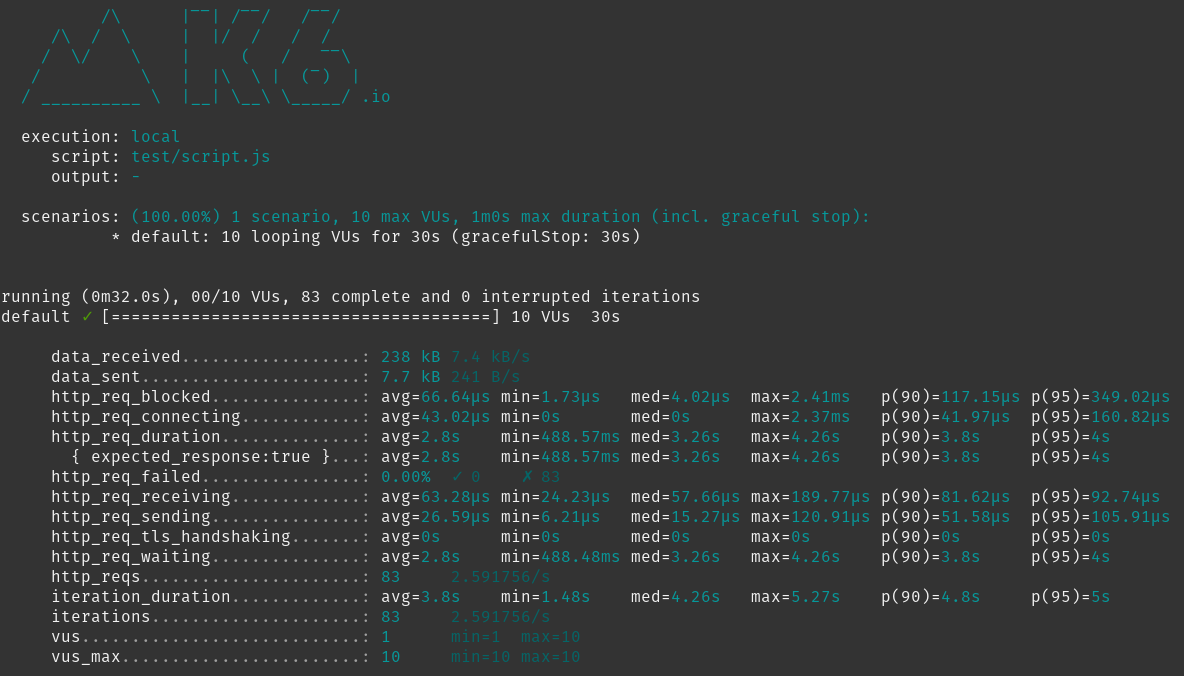 /\      |‾‾| /‾‾/   /‾‾/
     /\  /  \     |  |/  /   /  /
    /  \/    \    |     (   /   ‾‾\
   /          \   |  |\  \ |  (‾)  |
  / __________ \  |__| \__\ \_____/ .io

  execution: local
     script: test/script.js
     output: -

  scenarios: (100.00%) 1 scenario, 10 max VUs, 1m0s max duration (incl. graceful stop):
           * default: 10 looping VUs for 30s (gracefulStop: 30s)

running (0m32.0s), 00/10 VUs, 83 complete and 0 interrupted iterations
default ✓ [======================================] 10 VUs  30s

     data_received..................: 238 kB 7.4 kB/s
     data_sent......................: 7.7 kB 241 B/s
     http_req_blocked...............: avg=66.64µs min=1.73µs   med=4.02µs  max=2.41ms   p(90)=117.15µs p(95)=349.02µs
     http_req_connecting............: avg=43.02µs min=0s       med=0s      max=2.37ms   p(90)=41.97µs  p(95)=160.82µs
     http_req_duration..............: avg=2.8s    min=488.57ms med=3.26s   max=4.26s    p(90)=3.8s     p(95)=4s
       { expected_response:true }...: avg=2.8s    min=488.57ms med=3.26s   max=4.26s    p(90)=3.8s     p(95)=4s
     http_req_failed................: 0.00%  ✓ 0    ✗ 83
     http_req_receiving.............: avg=63.28µs min=24.23µs  med=57.66µs max=189.77µs p(90)=81.62µs  p(95)=92.74µs
     http_req_sending...............: avg=26.59µs min=6.21µs   med=15.27µs max=120.91µs p(90)=51.58µs  p(95)=105.91µs
     http_req_tls_handshaking.......: avg=0s      min=0s       med=0s      max=0s       p(90)=0s       p(95)=0s
     http_req_waiting...............: avg=2.8s    min=488.48ms med=3.26s   max=4.26s    p(90)=3.8s     p(95)=4s
     http_reqs......................: 83     2.591756/s
     iteration_duration.............: avg=3.8s    min=1.48s    med=4.26s   max=5.27s    p(90)=4.8s     p(95)=5s
     iterations.....................: 83     2.591756/s
     vus............................: 1      min=1  max=10
     vus_max........................: 10     min=10 max=10